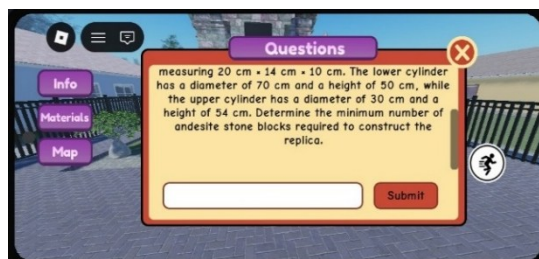 Questions
X
Info
Materials
Map
measuring 20 cm × 14 cm × 10 cm. The lower cylinder
has a diameter of 70 cm and a height of 50 cm, while
the upper cylinder has a diameter of 30 cm and a
height of 54 cm. Determine the minimum number of
andesite stone blocks required to construct the
replica.
Submit